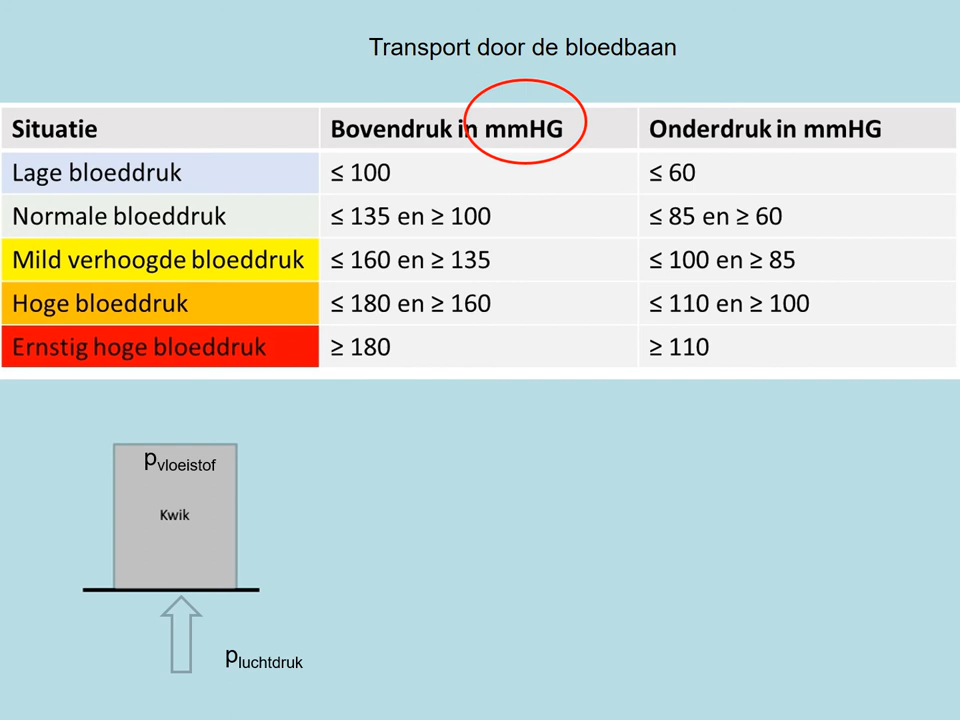 Transport door de bloedbaan
Situatie Bovendruk in mmHG Onderdruk in mmHG
Lage bloeddruk ≤ 100 ≤ 60
Normale bloeddruk ≤ 135 en ≥ 100 ≤ 85 en ≥ 60
Mild verhoogde bloeddruk ≤ 160 en ≥ 135 ≤ 100 en ≥ 85
Hoge bloeddruk ≤ 180 en ≥ 160 ≤ 110 en ≥ 100
Ernstig hoge bloeddruk ≥ 180 ≥ 110
pvloeistof
Kwik
pluchtdruk